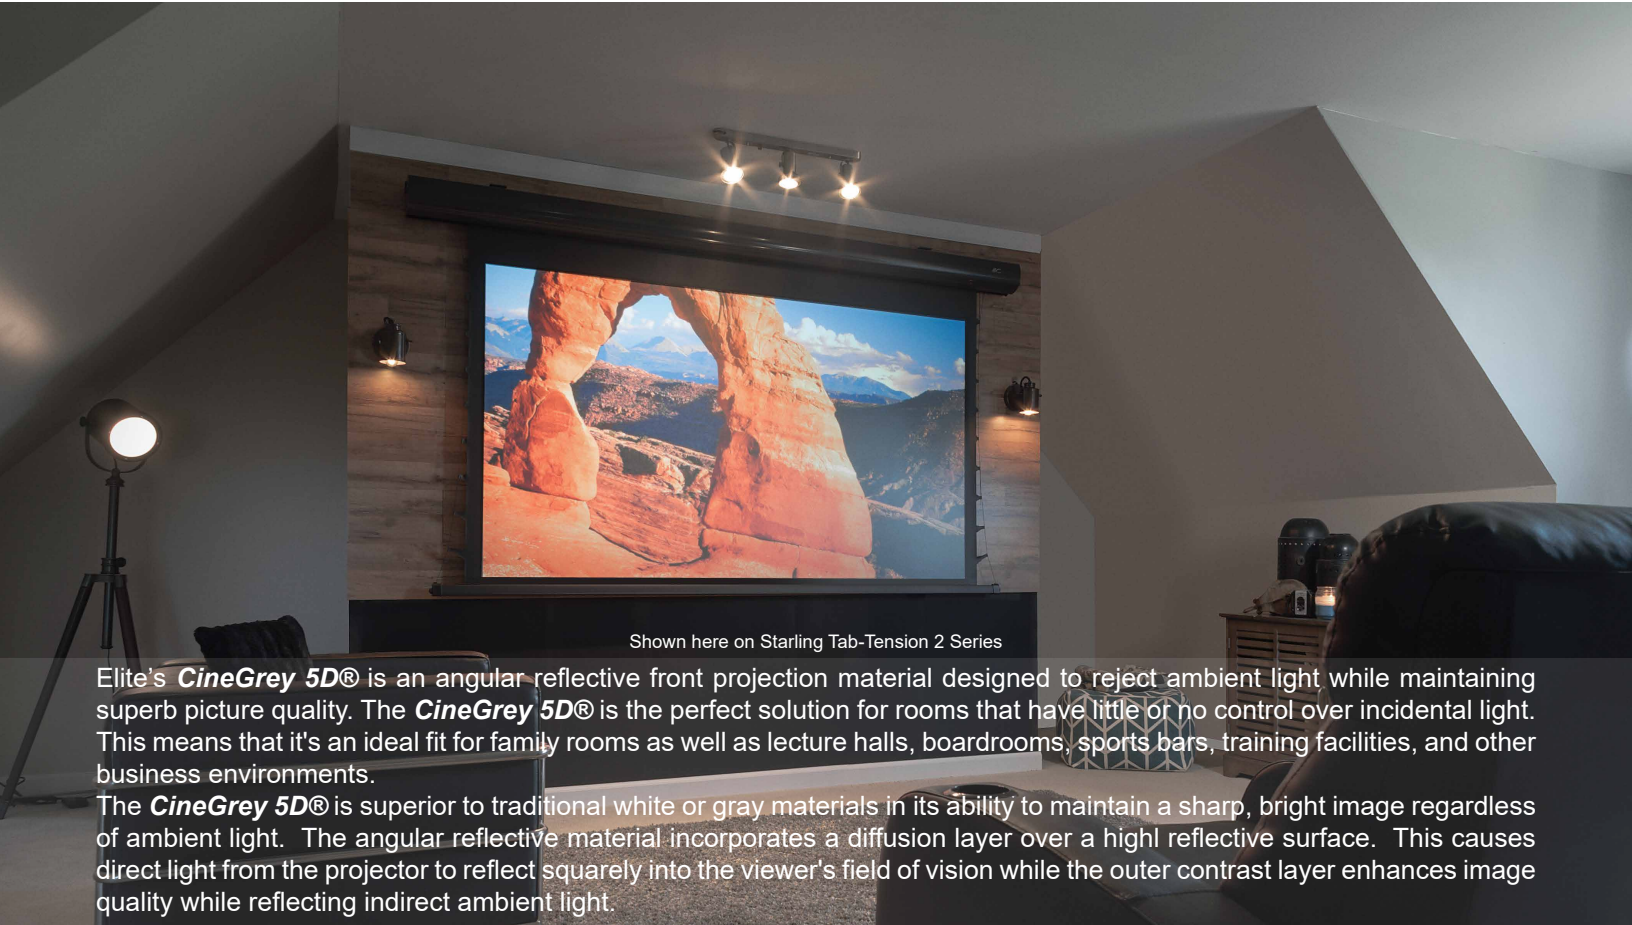 Shown here on Starling Tab-Tension 2 Series
Elite’s CineGrey 5D® is an angular reflective front projection material designed to reject ambient light while maintaining
superb picture quality. The CineGrey 5D® is the perfect solution for rooms that have little or no control over incidental light.
This means that it's an ideal fit for family rooms as well as lecture halls, boardrooms, sports bars, training facilities, and other
business environments.
The CineGrey 5D® is superior to traditional white or gray materials in its ability to maintain a sharp, bright image regardless
of ambient light. The angular reflective material incorporates a diffusion layer over a highl reflective surface. This causes
direct light from the projector to reflect squarely into the viewer's field of vision while the outer contrast layer enhances image
quality while reflecting indirect ambient light.